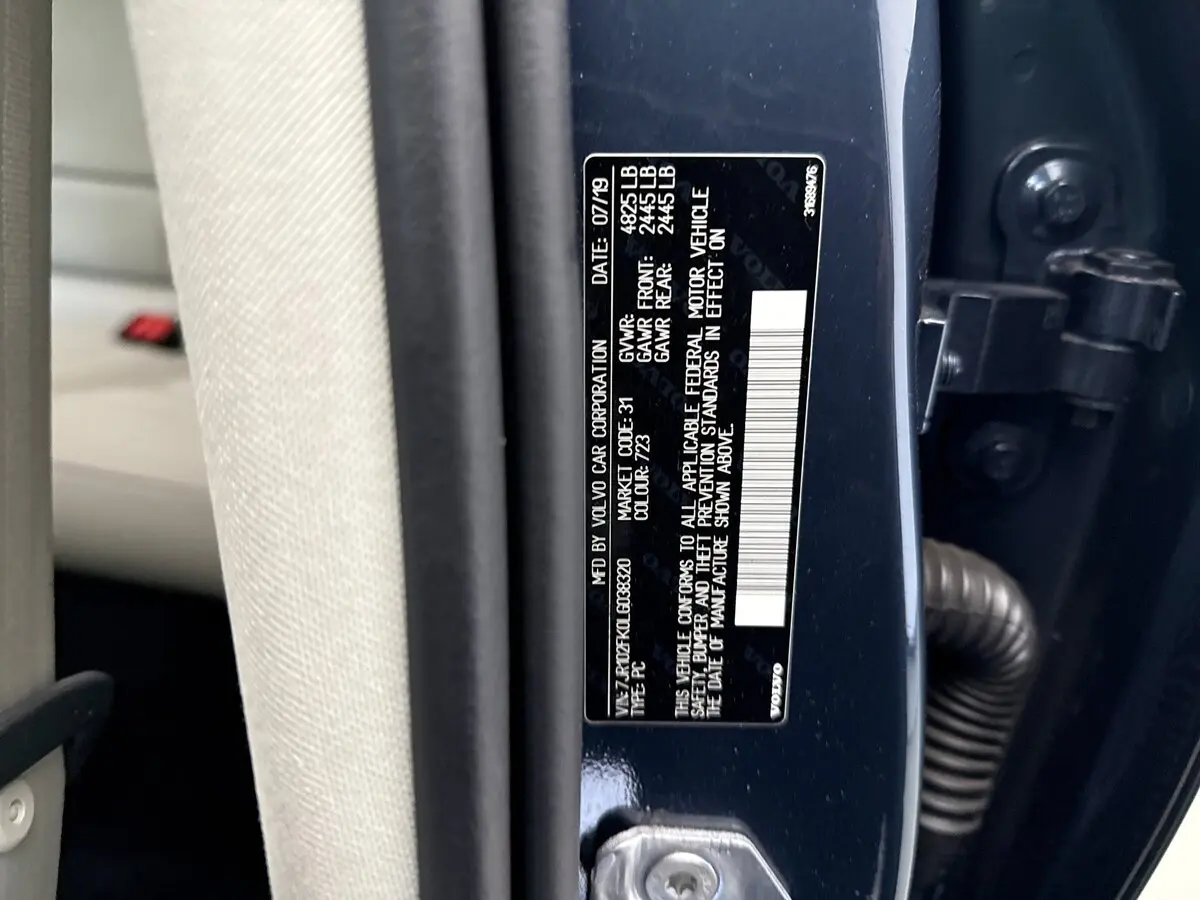 MFD BY VOLVO CAR CORPORATION DATE: 07/19
VIN: 7JR102FK0LG038320 MARKET CODE: 31 GVWR: 4825 LB
TYPE: PC COLOUR: 723 GAWR FRONT: 2445 LB
GAWR REAR: 2445 LB
THIS VEHICLE CONFORMS TO ALL APPLICABLE FEDERAL MOTOR VEHICLE
SAFETY, BUMPER AND THEFT PREVENTION STANDARDS IN EFFECT ON
THE DATE OF MANUFACTURE SHOWN ABOVE.
VOLVO
31689476